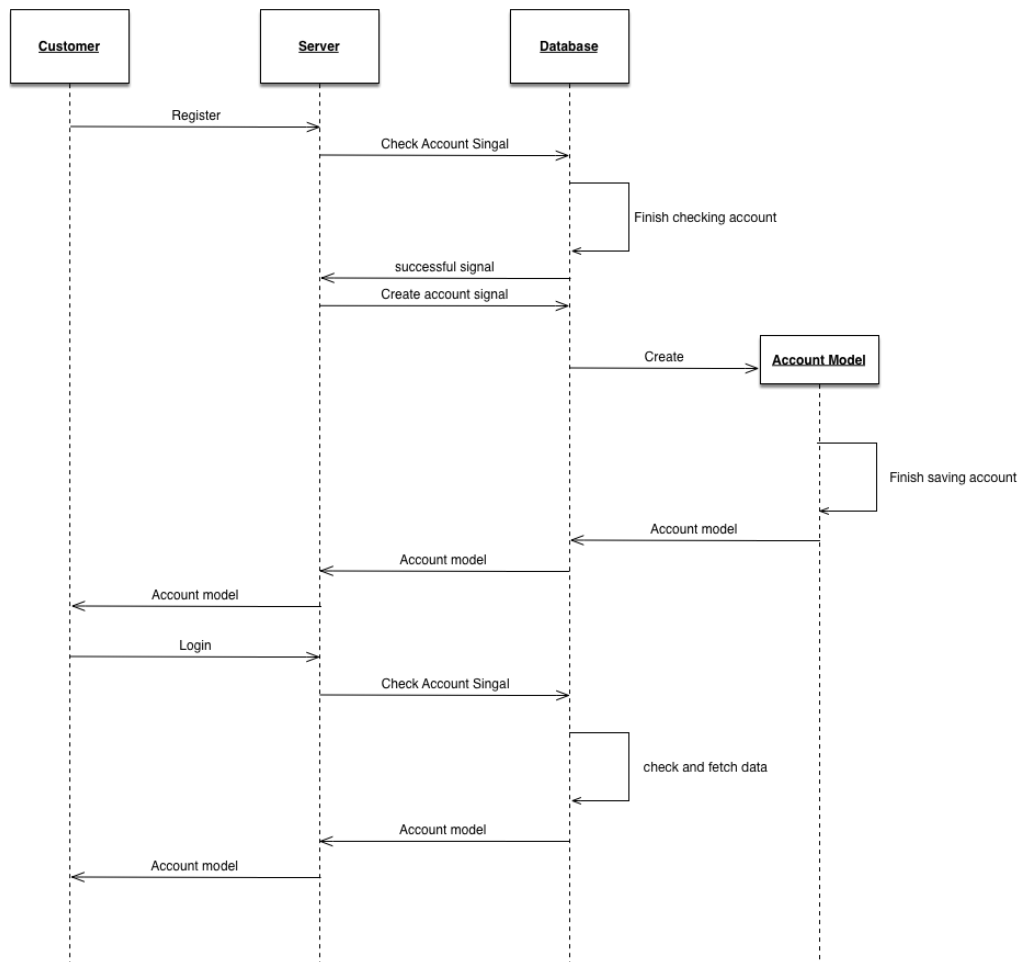 Customer
Server
Database
Register
Check Account Singal
Finish checking account
successful signal
Create account signal
Create
Account Model
Finish saving account
Account model
Account model
Account model
Login
Check Account Singal
check and fetch data
Account model
Account model